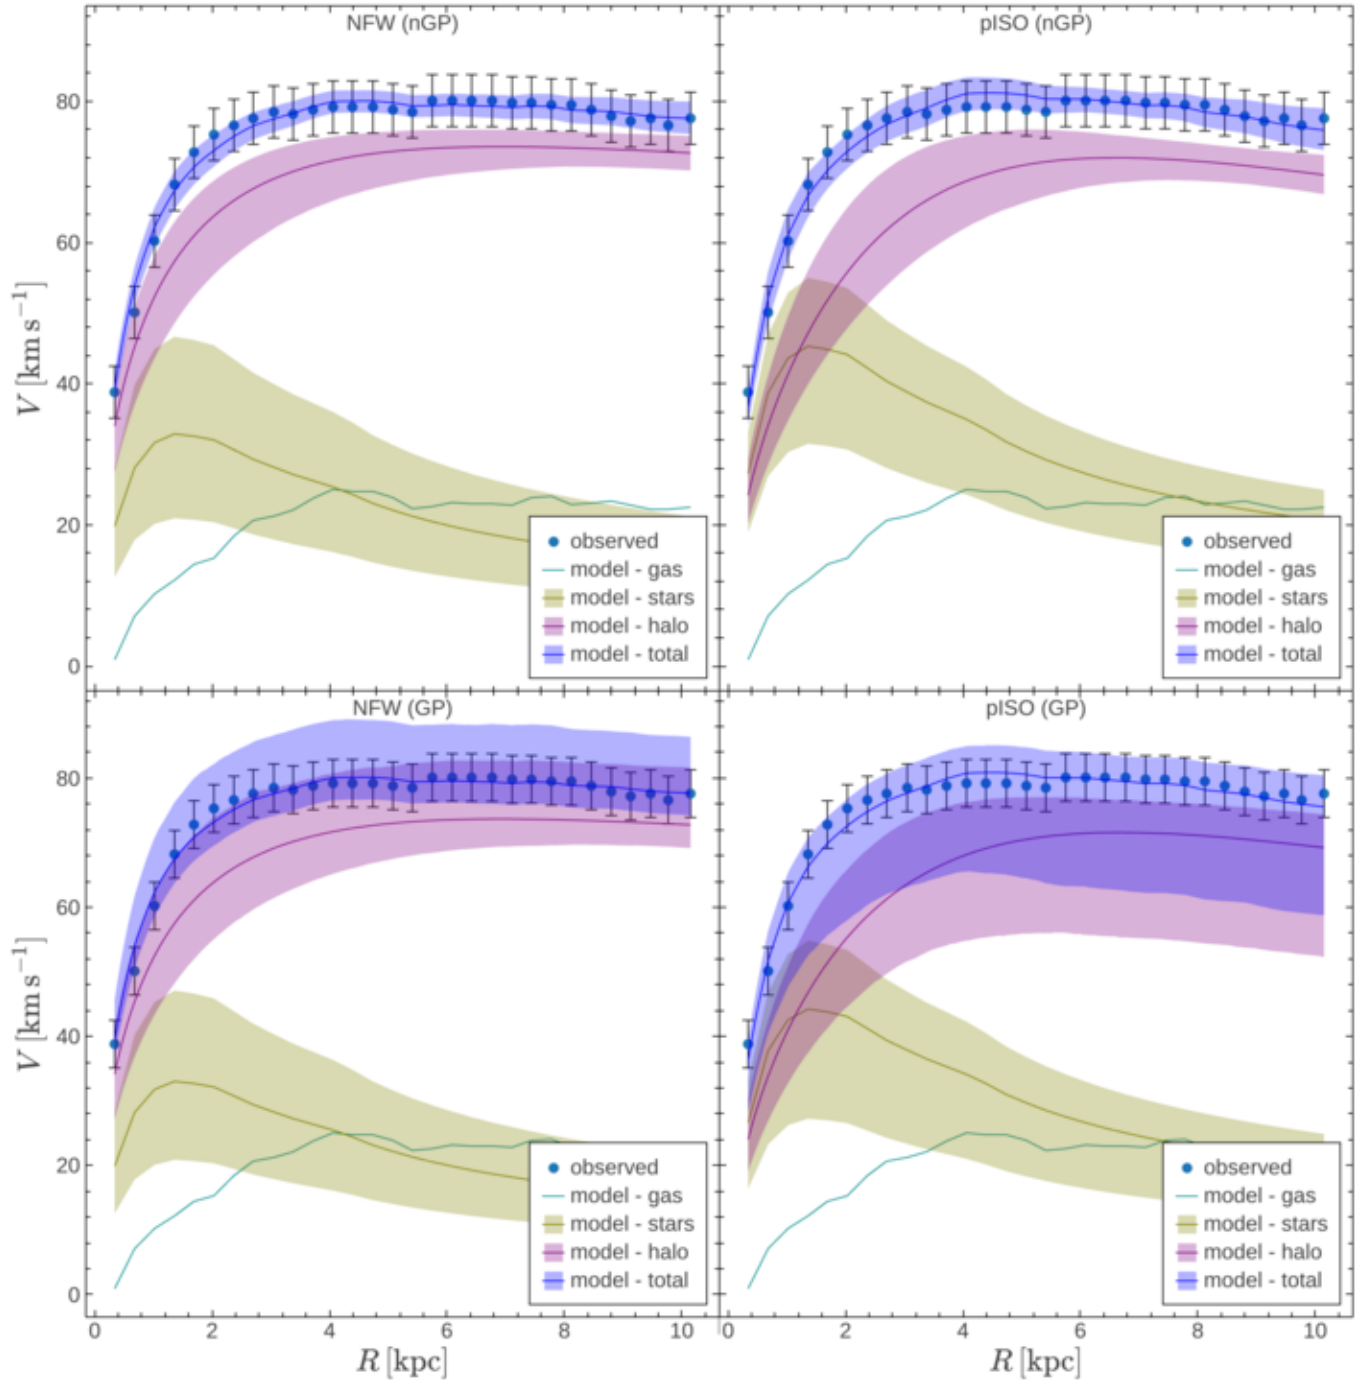 NFW (nGP)
pISO (nGP)
80
60
40
20
0
V [km s⁻¹]
observed
model - gas
model - stars
model - halo
model - total
observed
model - gas
model - stars
model - halo
model - total
NFW (GP)
pISO (GP)
80
60
40
20
0
V [km s⁻¹]
observed
model - gas
model - stars
model - halo
model - total
observed
model - gas
model - stars
model - halo
model - total
0 2 4 6 8 10
0 2 4 6 8 10
R [kpc]
R [kpc]